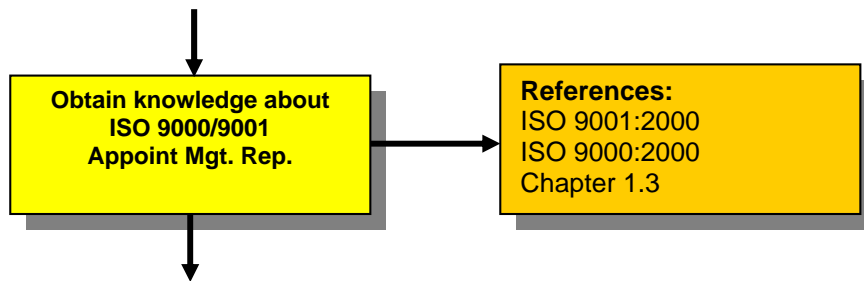 Obtain knowledge about
ISO 9000/9001
Appoint Mgt. Rep.
References:
ISO 9001:2000
ISO 9000:2000
Chapter 1.3